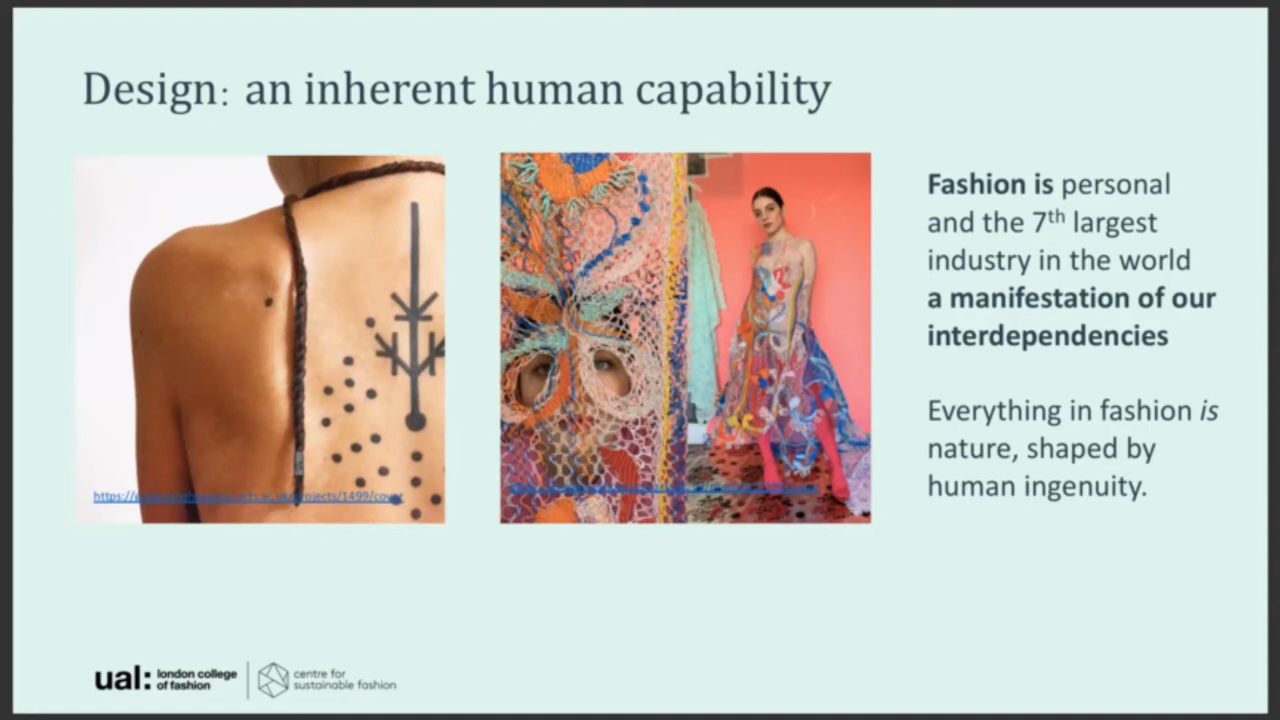 Design: an inherent human capability
Fashion is personal
and the 7th largest
industry in the world
a manifestation of our
interdependencies
Everything in fashion is
nature, shaped by
human ingenuity.
ual: london college
of fashion
centre for
sustainable fashion